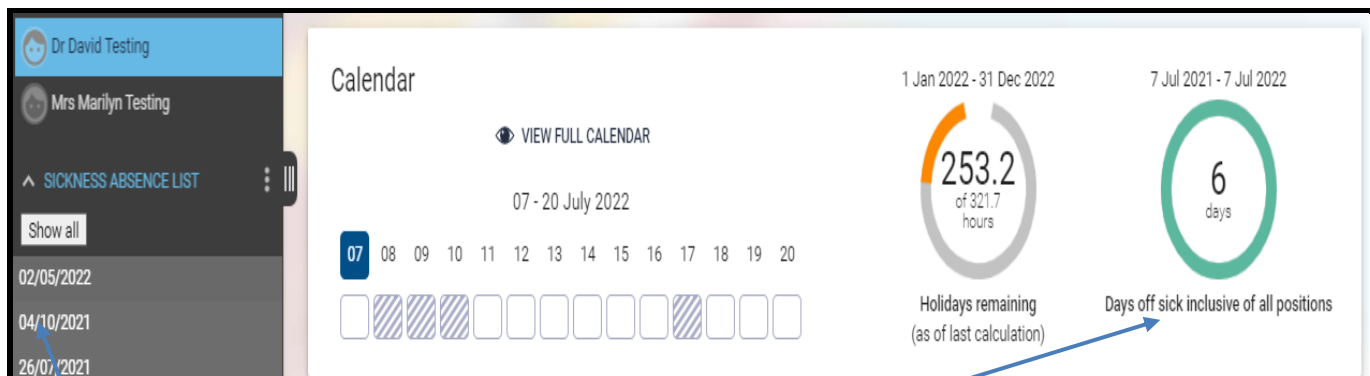 Dr David Testing
Mrs Marilyn Testing
SICKNESS ABSENCE LIST
Show all
02/05/2022
04/10/2021
26/07/2021
Calendar
VIEW FULL CALENDAR
07 - 20 July 2022
07 08 09 10 11 12 13 14 15 16 17 18 19 20
1 Jan 2022 - 31 Dec 2022
253.2
of 321.7
hours
Holidays remaining
(as of last calculation)
7 Jul 2021 - 7 Jul 2022
6
days
Days off sick inclusive of all positions